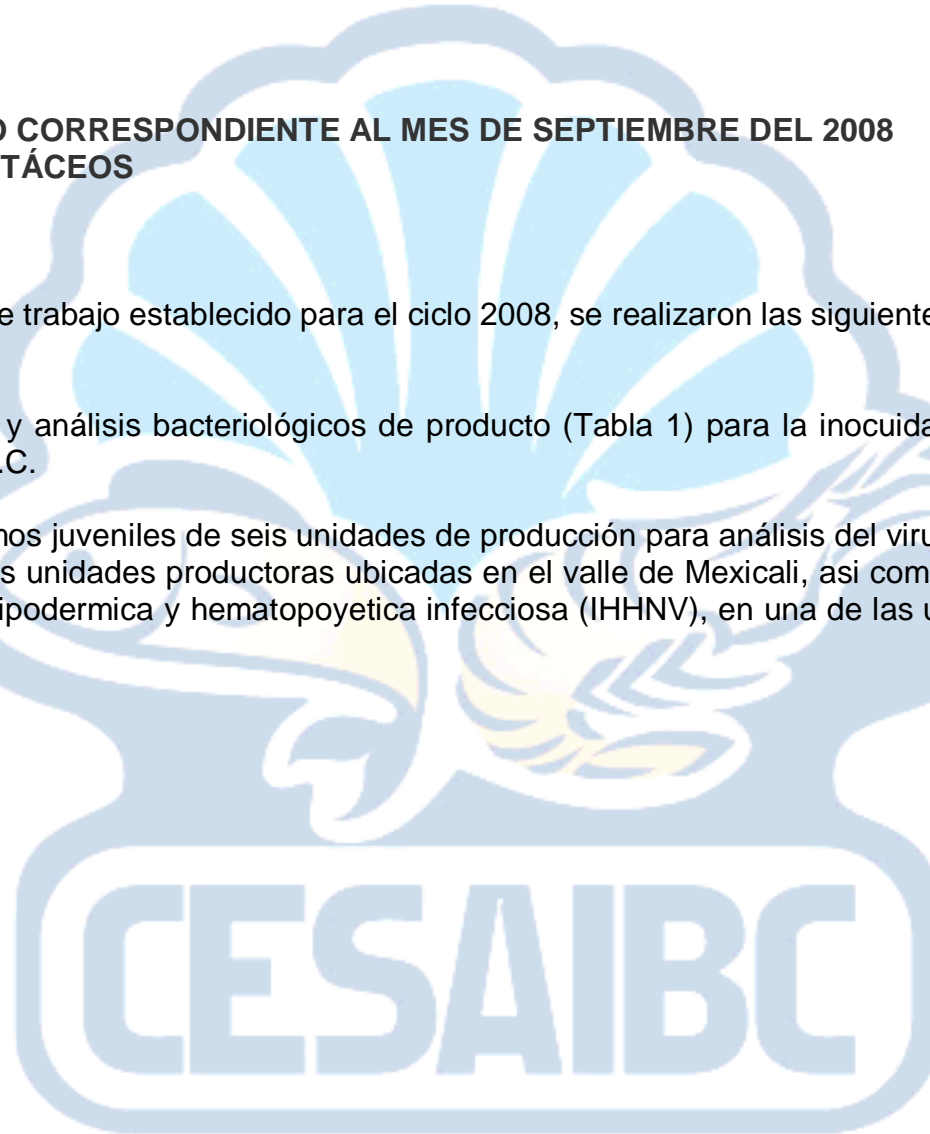 O CORRESPONDIENTE AL MES DE SEPTIEMBRE DEL 2008
TÁCEOS
e trabajo establecido para el ciclo 2008, se realizaron las siguiente
y análisis bacteriológicos de producto (Tabla 1) para la inocuida
.C.
nos juveniles de seis unidades de producción para análisis del viru
s unidades productoras ubicadas en el valle de Mexicali, asi com
ipodermica y hematopoyetica infecciosa (IHHNV), en una de las u
CESAIBC